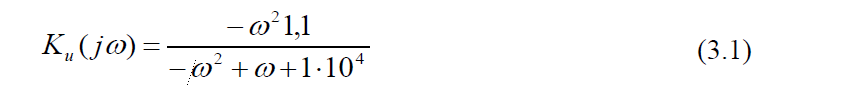 K_u(jω) = (−ω²1,1) / (−ω² + ω + 1·10⁴) (3.1)